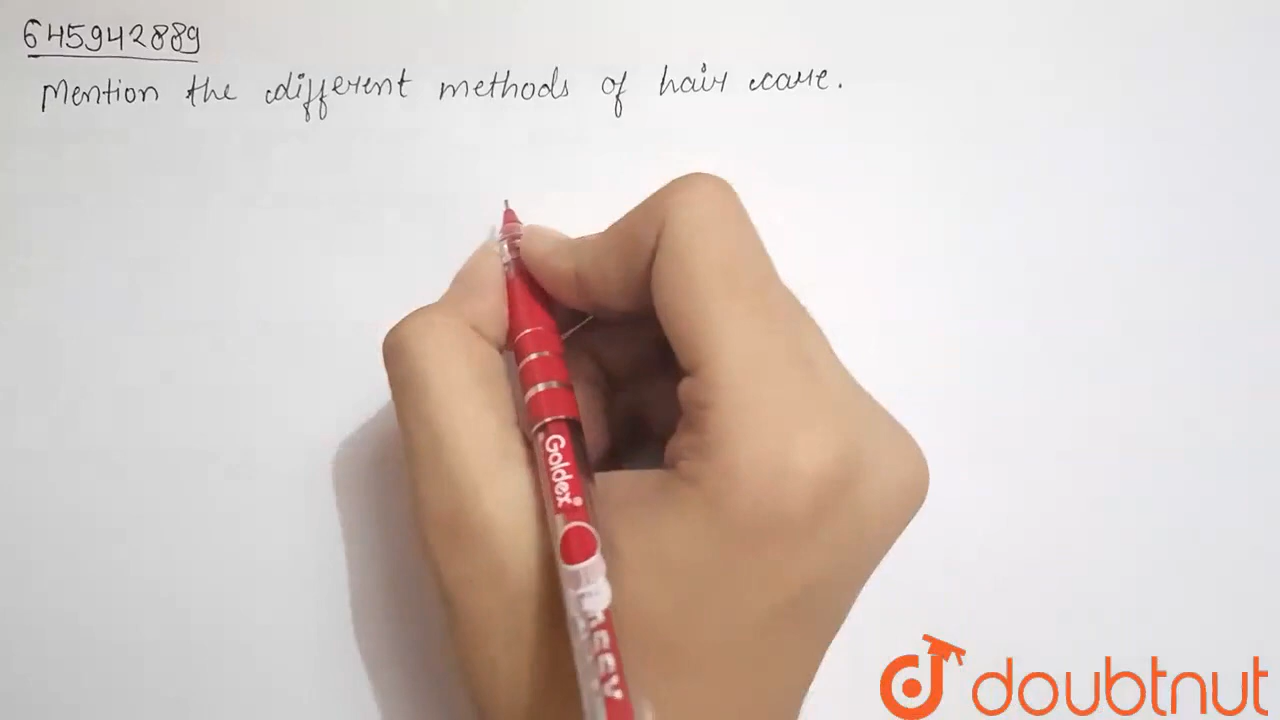 645942889
Mention the different methods of hair care.
Goldex
doubtnut